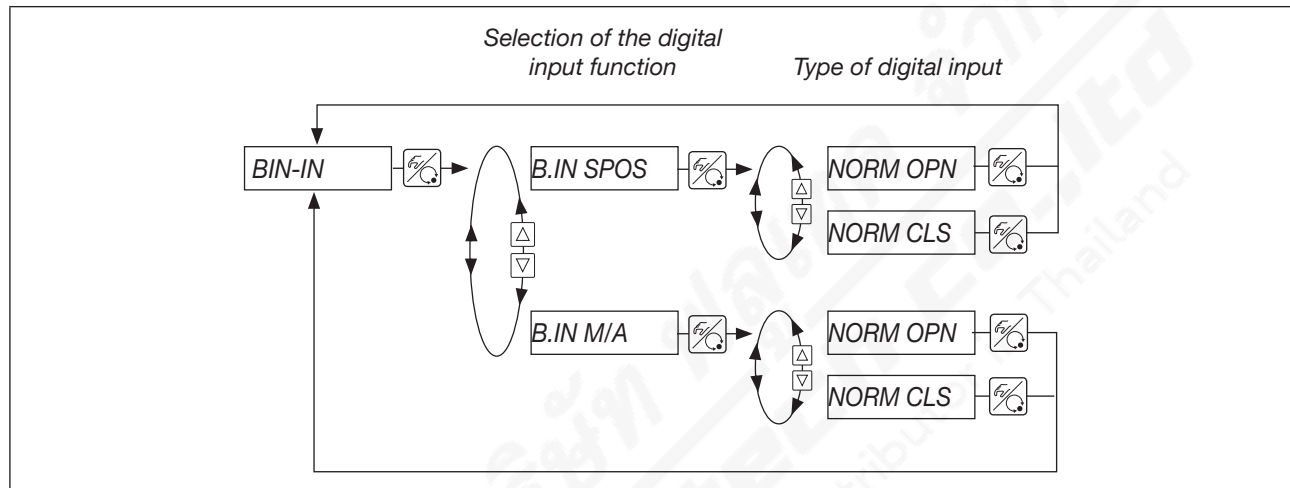 Selection of the digital
input function
Type of digital input
BIN-IN
B.IN SPOS
NORM OPN
NORM CLS
B.IN M/A
NORM OPN
NORM CLS